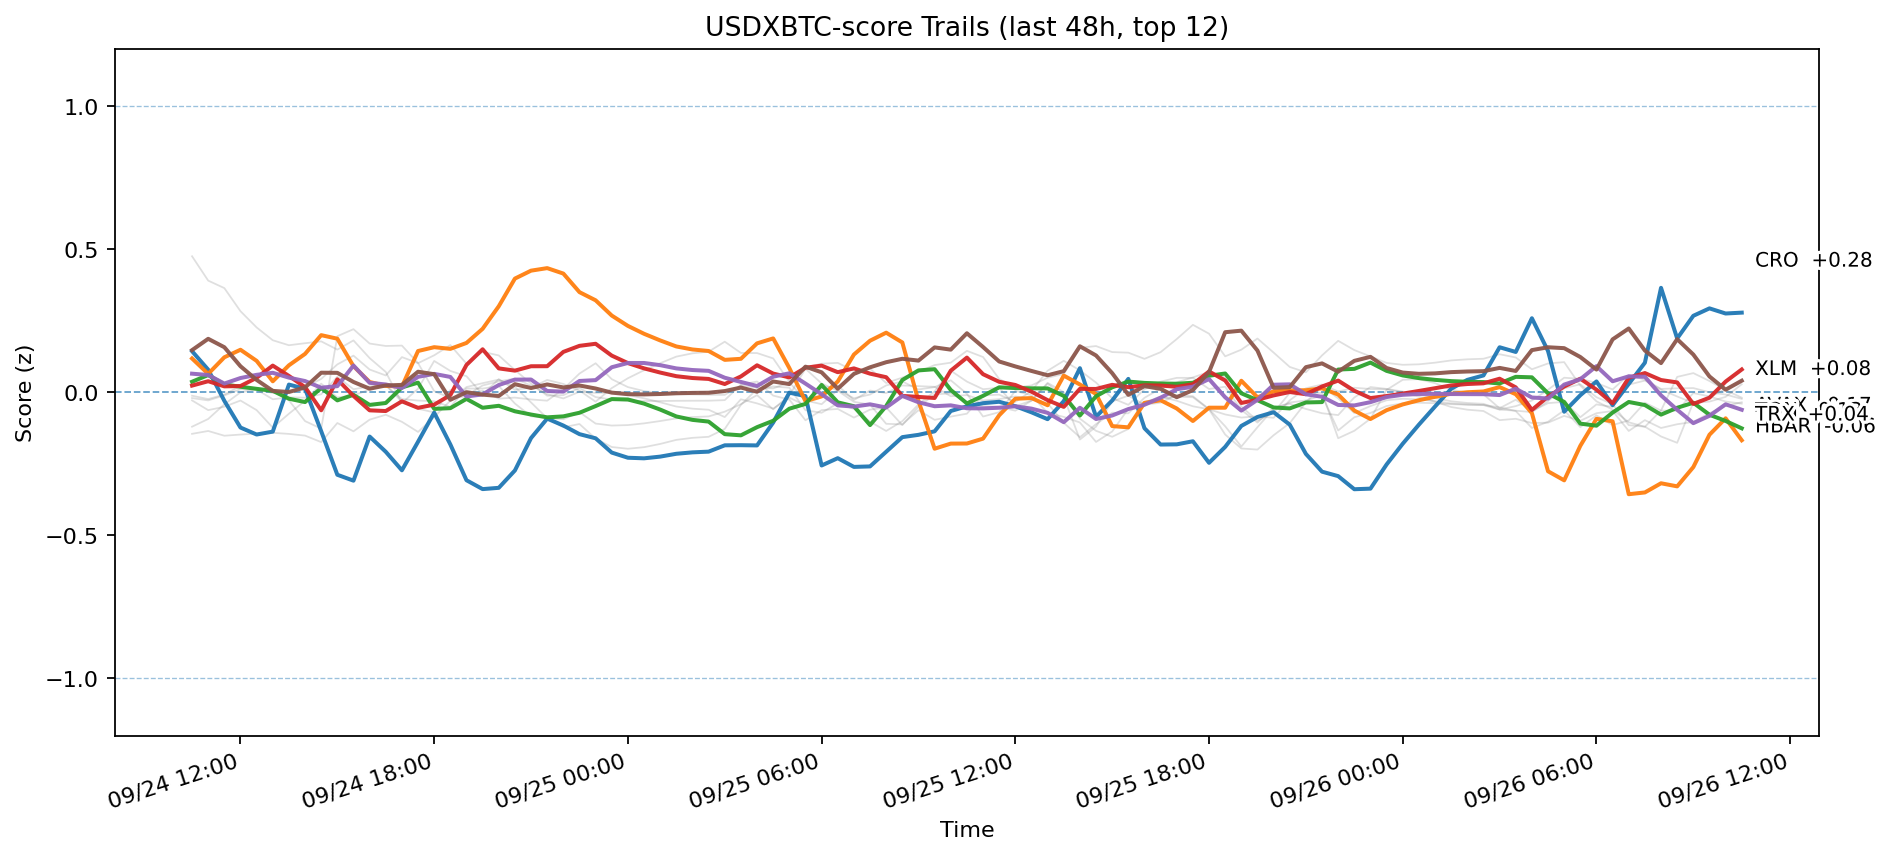 USDXBTC-score Trails (last 48h, top 12)
Score (z)
1.0
0.5
0.0
−0.5
−1.0
CRO +0.28
XLM +0.08
TRX +0.04
HBAR -0.06
09/24 12:00
09/24 18:00
09/25 00:00
09/25 06:00
09/25 12:00
09/25 18:00
09/26 00:00
09/26 06:00
09/26 12:00
Time